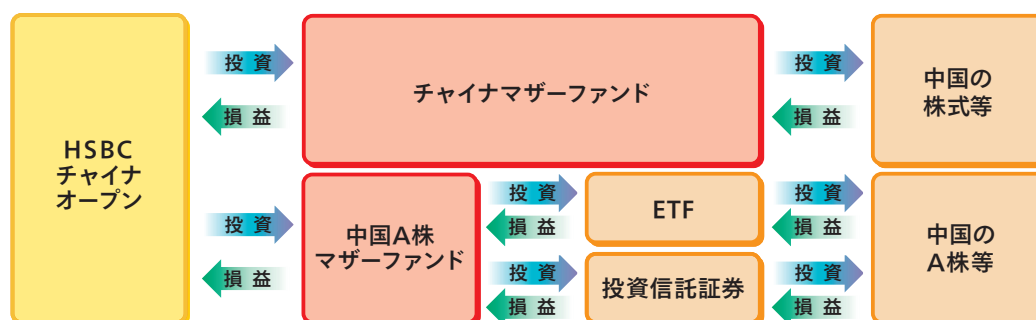 HSBC
チャイナ
オープン
投資
損益
チャイナマザーファンド
投資
損益
中国の
株式等
投資
損益
中国A株
マザーファンド
投資
損益
ETF
投資
損益
投資
損益
投資信託証券
投資
損益
中国の
A株等